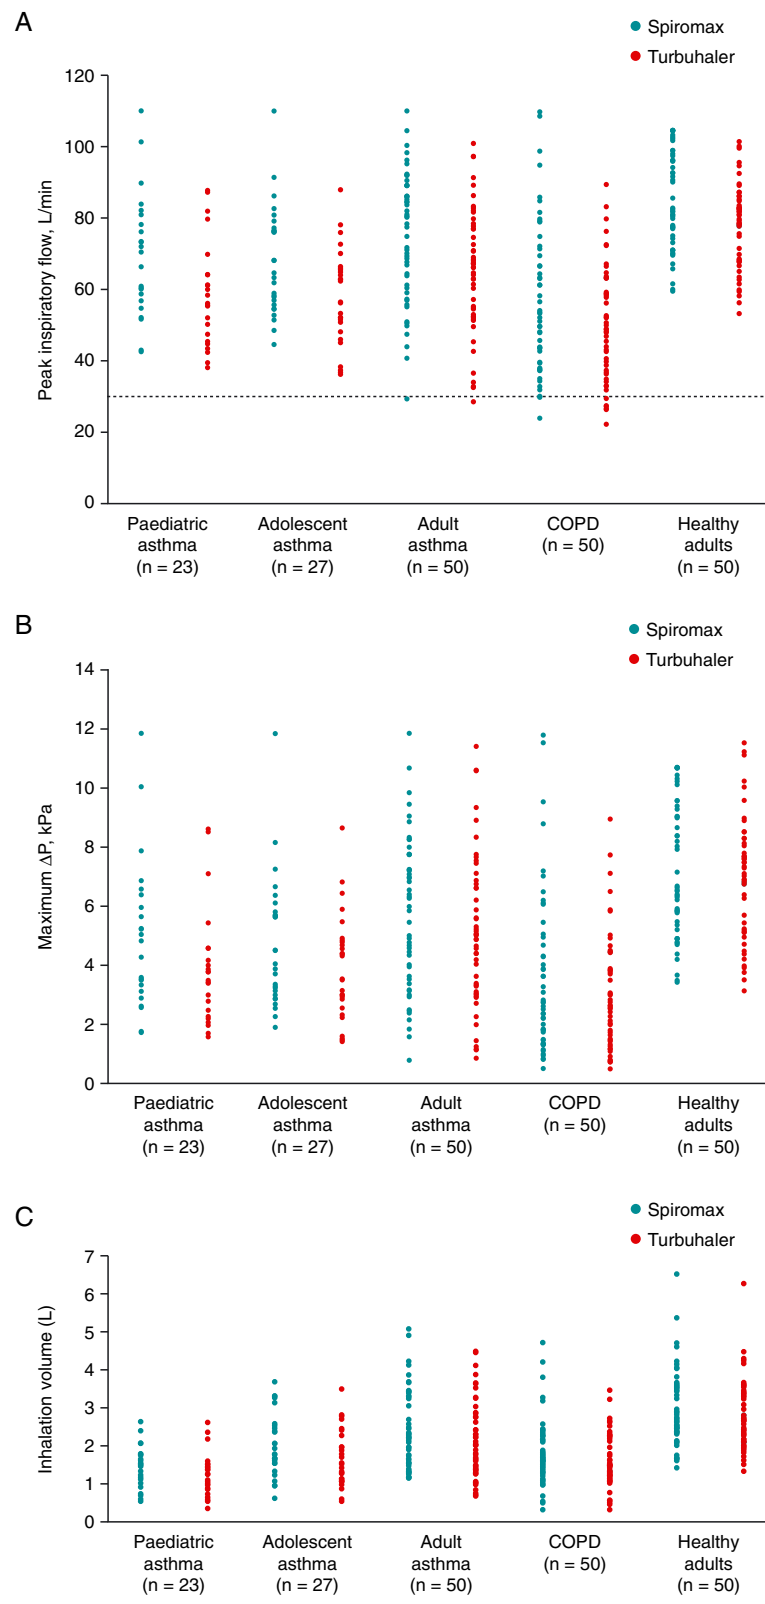 A
Spiromax
Turbuhaler
Peak inspiratory flow, L/min
120
100
80
60
40
20
0
Paediatric asthma (n = 23)
Adolescent asthma (n = 27)
Adult asthma (n = 50)
COPD (n = 50)
Healthy adults (n = 50)
B
Spiromax
Turbuhaler
Maximum ΔP, kPa
14
12
10
8
6
4
2
0
Paediatric asthma (n = 23)
Adolescent asthma (n = 27)
Adult asthma (n = 50)
COPD (n = 50)
Healthy adults (n = 50)
C
Spiromax
Turbuhaler
Inhalation volume (L)
7
6
5
4
3
2
1
0
Paediatric asthma (n = 23)
Adolescent asthma (n = 27)
Adult asthma (n = 50)
COPD (n = 50)
Healthy adults (n = 50)